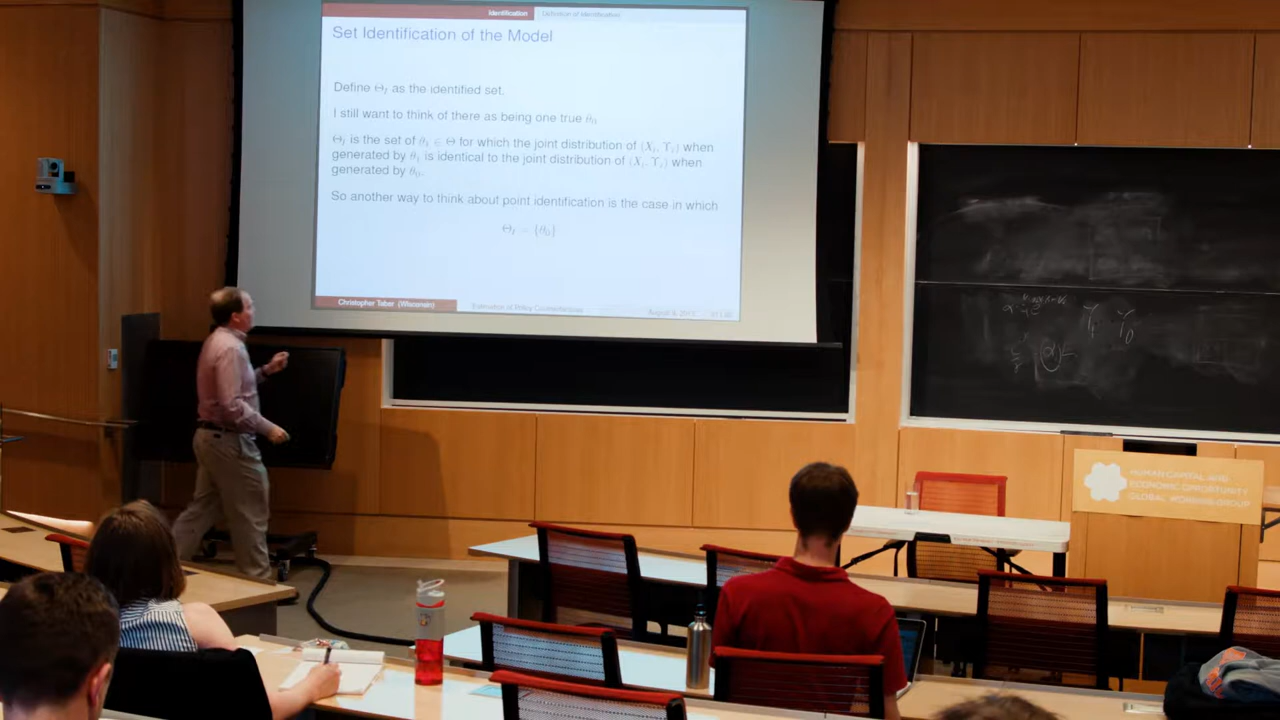 Identification Definition of Identification
Set Identification of the Model
Define Θ_I as the identified set.
I still want to think of there as being one true θ_0
Θ_I is the set of θ_1 ∈ Θ for which the joint distribution of (X_i, Υ_i) when
generated by θ_1 is identical to the joint distribution of (X_i, Υ_i) when
generated by θ_0.
So another way to think about point identification is the case in which
Θ_I = {θ_0}
Christopher Taber (Wisconsin) Estimation of Policy Counterfactuals August 6,
HUMAN CAPITAL AND
ECONOMIC OPPORTUNITY
GLOBAL WORKING GROUP